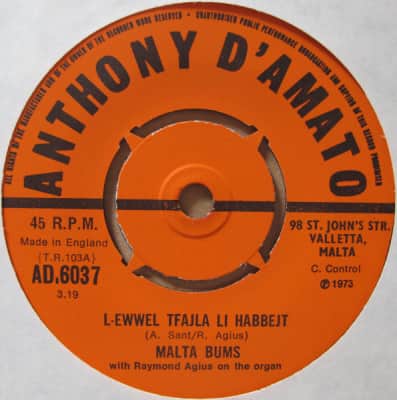 ALL RIGHTS OF THE MANUFACTURER AND OF THE OWNER OF THE RECORDED WORK RESERVED • UNAUTHORISED PUBLIC PERFORMANCE BROADCASTING AND COPYING OF THIS RECORD PROHIBITED
ANTHONY D'AMATO
45 R.P.M.
Made in England
(T.R.103A)
AD.6037
3.19
98 ST. JOHN'S STR.
VALLETTA,
MALTA
C. Control
℗ 1973
L-EWWEL TFAJLA LI HABBEJT
(A. Sant/R. Agius)
MALTA BUMS
with Raymond Agius on the organ